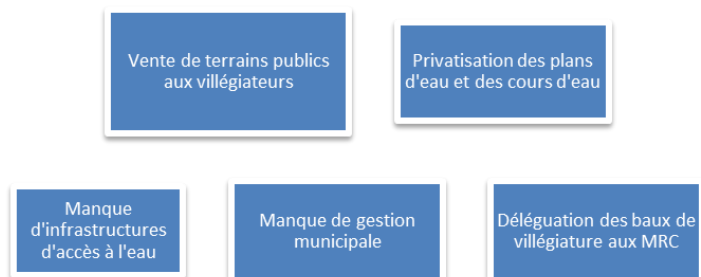 Vente de terrains publics
aux villégiateurs
Privatisation des plans
d'eau et des cours d'eau
Manque
d'infrastructures
d'accès à l'eau
Manque de gestion
municipale
Déléguation des baux de
villégiature aux MRC